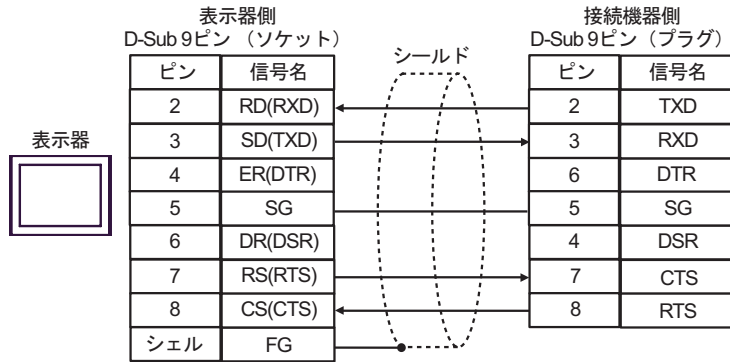 表示器側
D-Sub 9ピン （ソケット）
接続機器側
D-Sub 9ピン（プラグ）
シールド
表示器
ピン 信号名
2 RD(RXD)
3 SD(TXD)
4 ER(DTR)
5 SG
6 DR(DSR)
7 RS(RTS)
8 CS(CTS)
シェル FG
ピン 信号名
2 TXD
3 RXD
6 DTR
5 SG
4 DSR
7 CTS
8 RTS